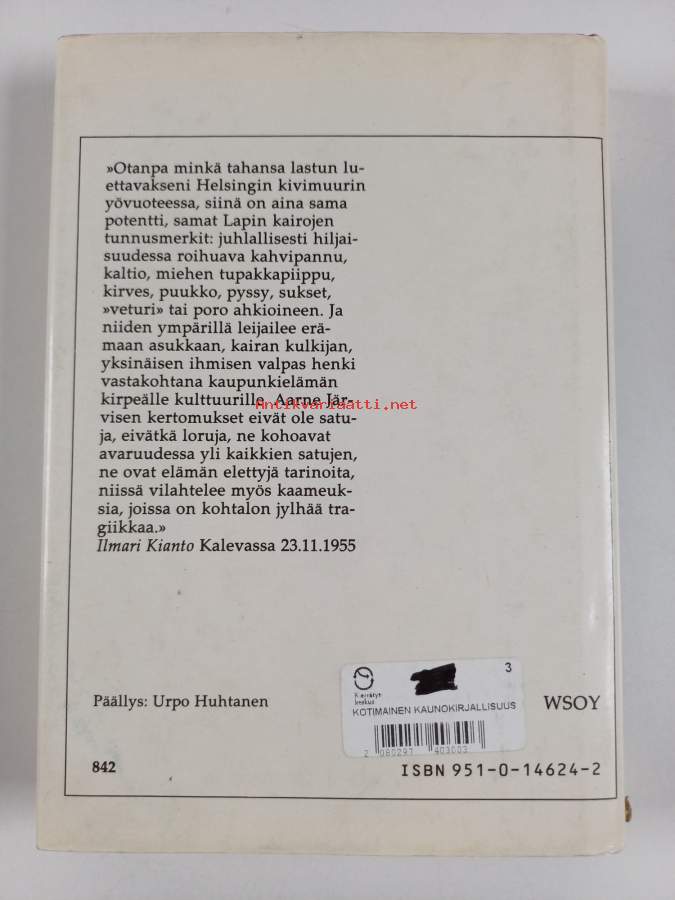 »Otanpa minkä tahansa lastun lu-
ettavakseni Helsingin kivimuurin
yövuoteessa, siinä on aina sama
potentti, samat Lapin kairojen
tunnusmerkit: juhlallisesti hiljai-
suudessa roihuava kahvipannu,
kaltio, miehen tupakkapiippu,
kirves, puukko, pyssy, sukset,
»veturi» tai poro ahkioineen. Ja
niiden ympärillä leijailee erä-
maan asukkaan, kairan kulkijan,
yksinäisen ihmisen valpas henki
vastakohtana kaupunkielämän
kirpeälle kulttuurille. Aarne Jär-
visen kertomukset eivät ole satu-
ja, eivätkä loruja, ne kohoavat
avaruudessa yli kaikkien satujen,
ne ovat elämän elettyjä tarinoita,
niissä vilahtelee myös kaameuk-
sia, joissa on kohtalon jylhää tra-
giikkaa.»
Ilmari Kianto Kalevassa 23.11.1955
Antikvariaatti.net
Päällys: Urpo Huhtanen
3
Kierrätys
keskus
KOTIMAINEN KAUNOKIRJALLISUUS
2 080297 403003
WSOY
842
ISBN 951-0-14624-2